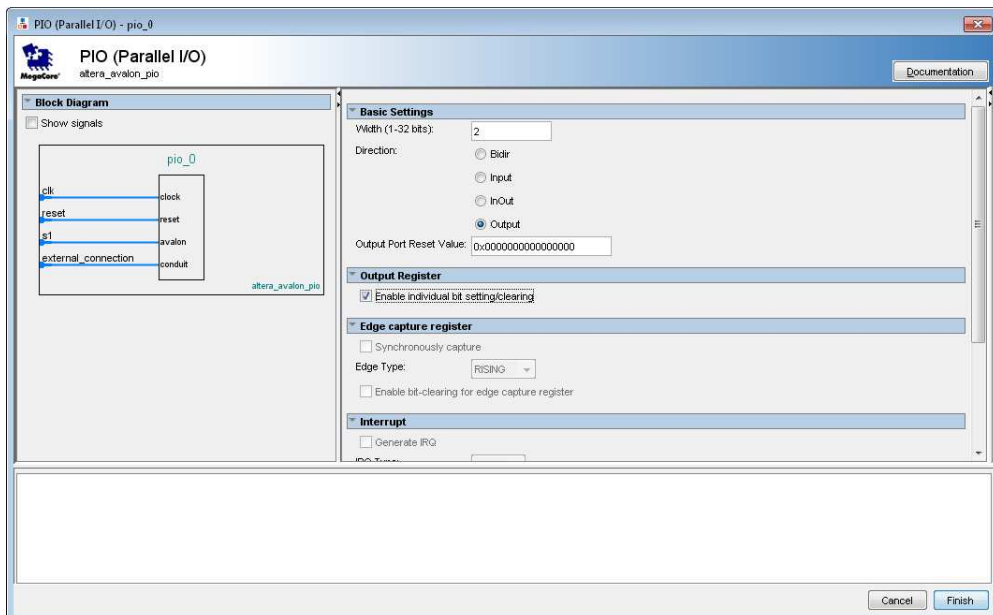 PIO (Parallel I/O) - pio_0
MegaCore®
PIO (Parallel I/O)
altera_avalon_pio
Documentation
Block Diagram
Show signals
pio_0
clk
clock
reset
reset
s1
avalon
external_connection
conduit
altera_avalon_pio
Basic Settings
Width (1-32 bits): 2
Direction:
Bidir
Input
InOut
Output
Output Port Reset Value: 0x0000000000000000
Output Register
Enable individual bit setting/clearing
Edge capture register
Synchronously capture
Edge Type: RISING
Enable bit-clearing for edge capture register
Interrupt
Generate IRQ
IRQ Type:
Cancel Finish